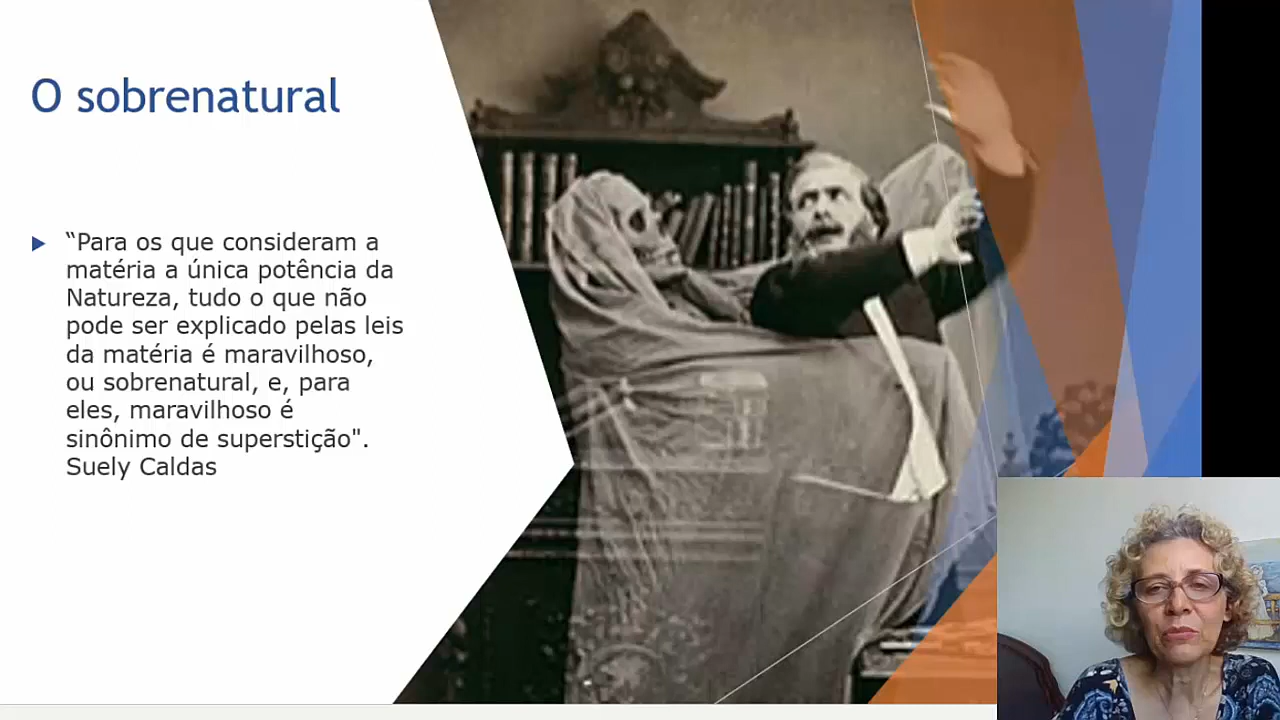 O sobrenatural
“Para os que consideram a
matéria a única potência da
Natureza, tudo o que não
pode ser explicado pelas leis
da matéria é maravilhoso,
ou sobrenatural, e, para
eles, maravilhoso é
sinônimo de superstição".
Suely Caldas